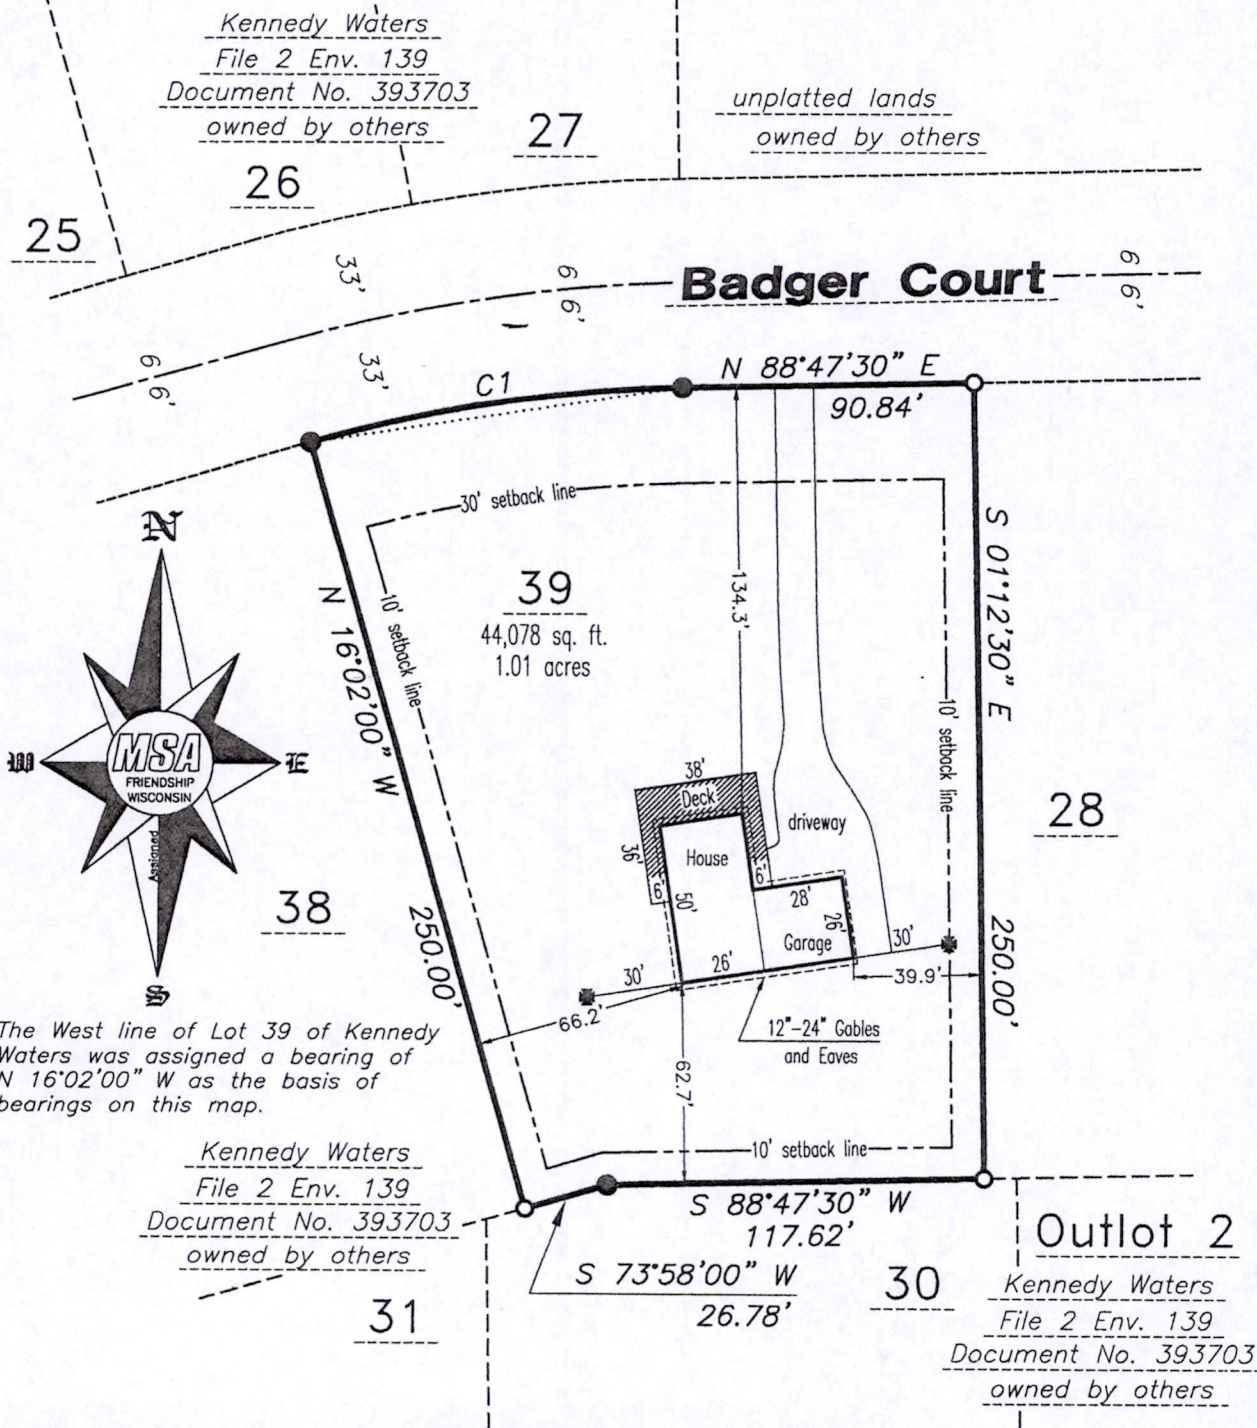 Kennedy Waters
File 2 Env. 139
Document No. 393703
owned by others
unplatted lands
owned by others
27
26
25
33'
66'
Badger Court
66'
66'
33'
C1
N 88°47'30" E
90.84'
30' setback line
S 01°12'30" E
250.00'
N
W
E
S
MSA
FRIENDSHIP
WISCONSIN
Assigned
N 16°02'00" W
250.00'
10' setback line
39
44,078 sq. ft.
1.01 acres
134.3'
10' setback line
28
38'
Deck
driveway
36'
House
6'
6'
50'
28'
26'
Garage
30'
26'
30'
39.9'
66.2'
12"-24" Gables
and Eaves
62.7'
38
The West line of Lot 39 of Kennedy
Waters was assigned a bearing of
N 16°02'00" W as the basis of
bearings on this map.
10' setback line
Kennedy Waters
File 2 Env. 139
Document No. 393703
owned by others
S 88°47'30" W
117.62'
S 73°58'00" W
26.78'
31
30
Outlot 2
Kennedy Waters
File 2 Env. 139
Document No. 393703
owned by others